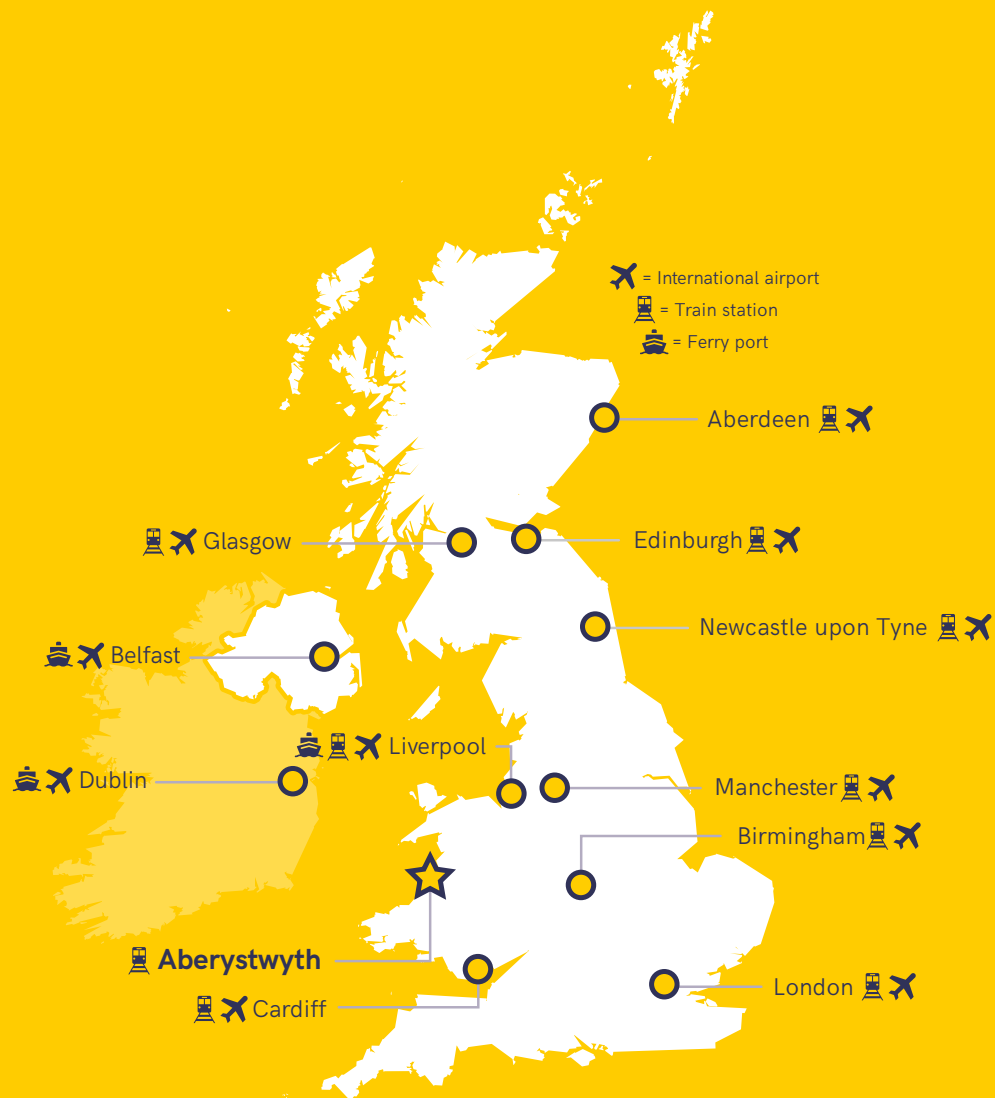 = International airport
= Train station
= Ferry port
Aberdeen
Glasgow
Edinburgh
Newcastle upon Tyne
Belfast
Liverpool
Dublin
Manchester
Birmingham
Aberystwyth
London
Cardiff